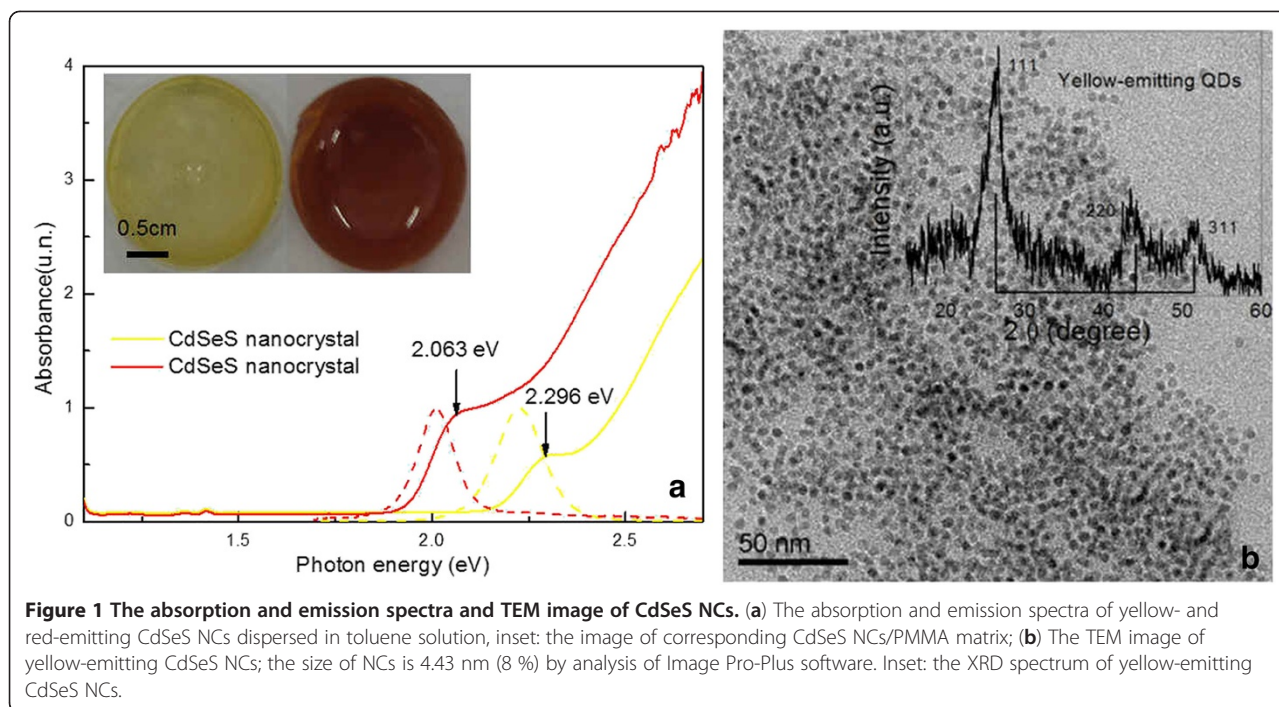 4
3
2
1
0
Absorbance(u.n.)
0.5cm
CdSeS nanocrystal
CdSeS nanocrystal
2.063 eV
2.296 eV
1.5
2.0
2.5
Photon energy (eV)
a
111
Yellow-emitting QDs
Intensity (a.u.)
220
311
20
30
40
50
60
2 θ (degree)
50 nm
b
Figure 1 The absorption and emission spectra and TEM image of CdSeS NCs. (a) The absorption and emission spectra of yellow- and
red-emitting CdSeS NCs dispersed in toluene solution, inset: the image of corresponding CdSeS NCs/PMMA matrix; (b) The TEM image of
yellow-emitting CdSeS NCs; the size of NCs is 4.43 nm (8 %) by analysis of Image Pro-Plus software. Inset: the XRD spectrum of yellow-emitting
CdSeS NCs.